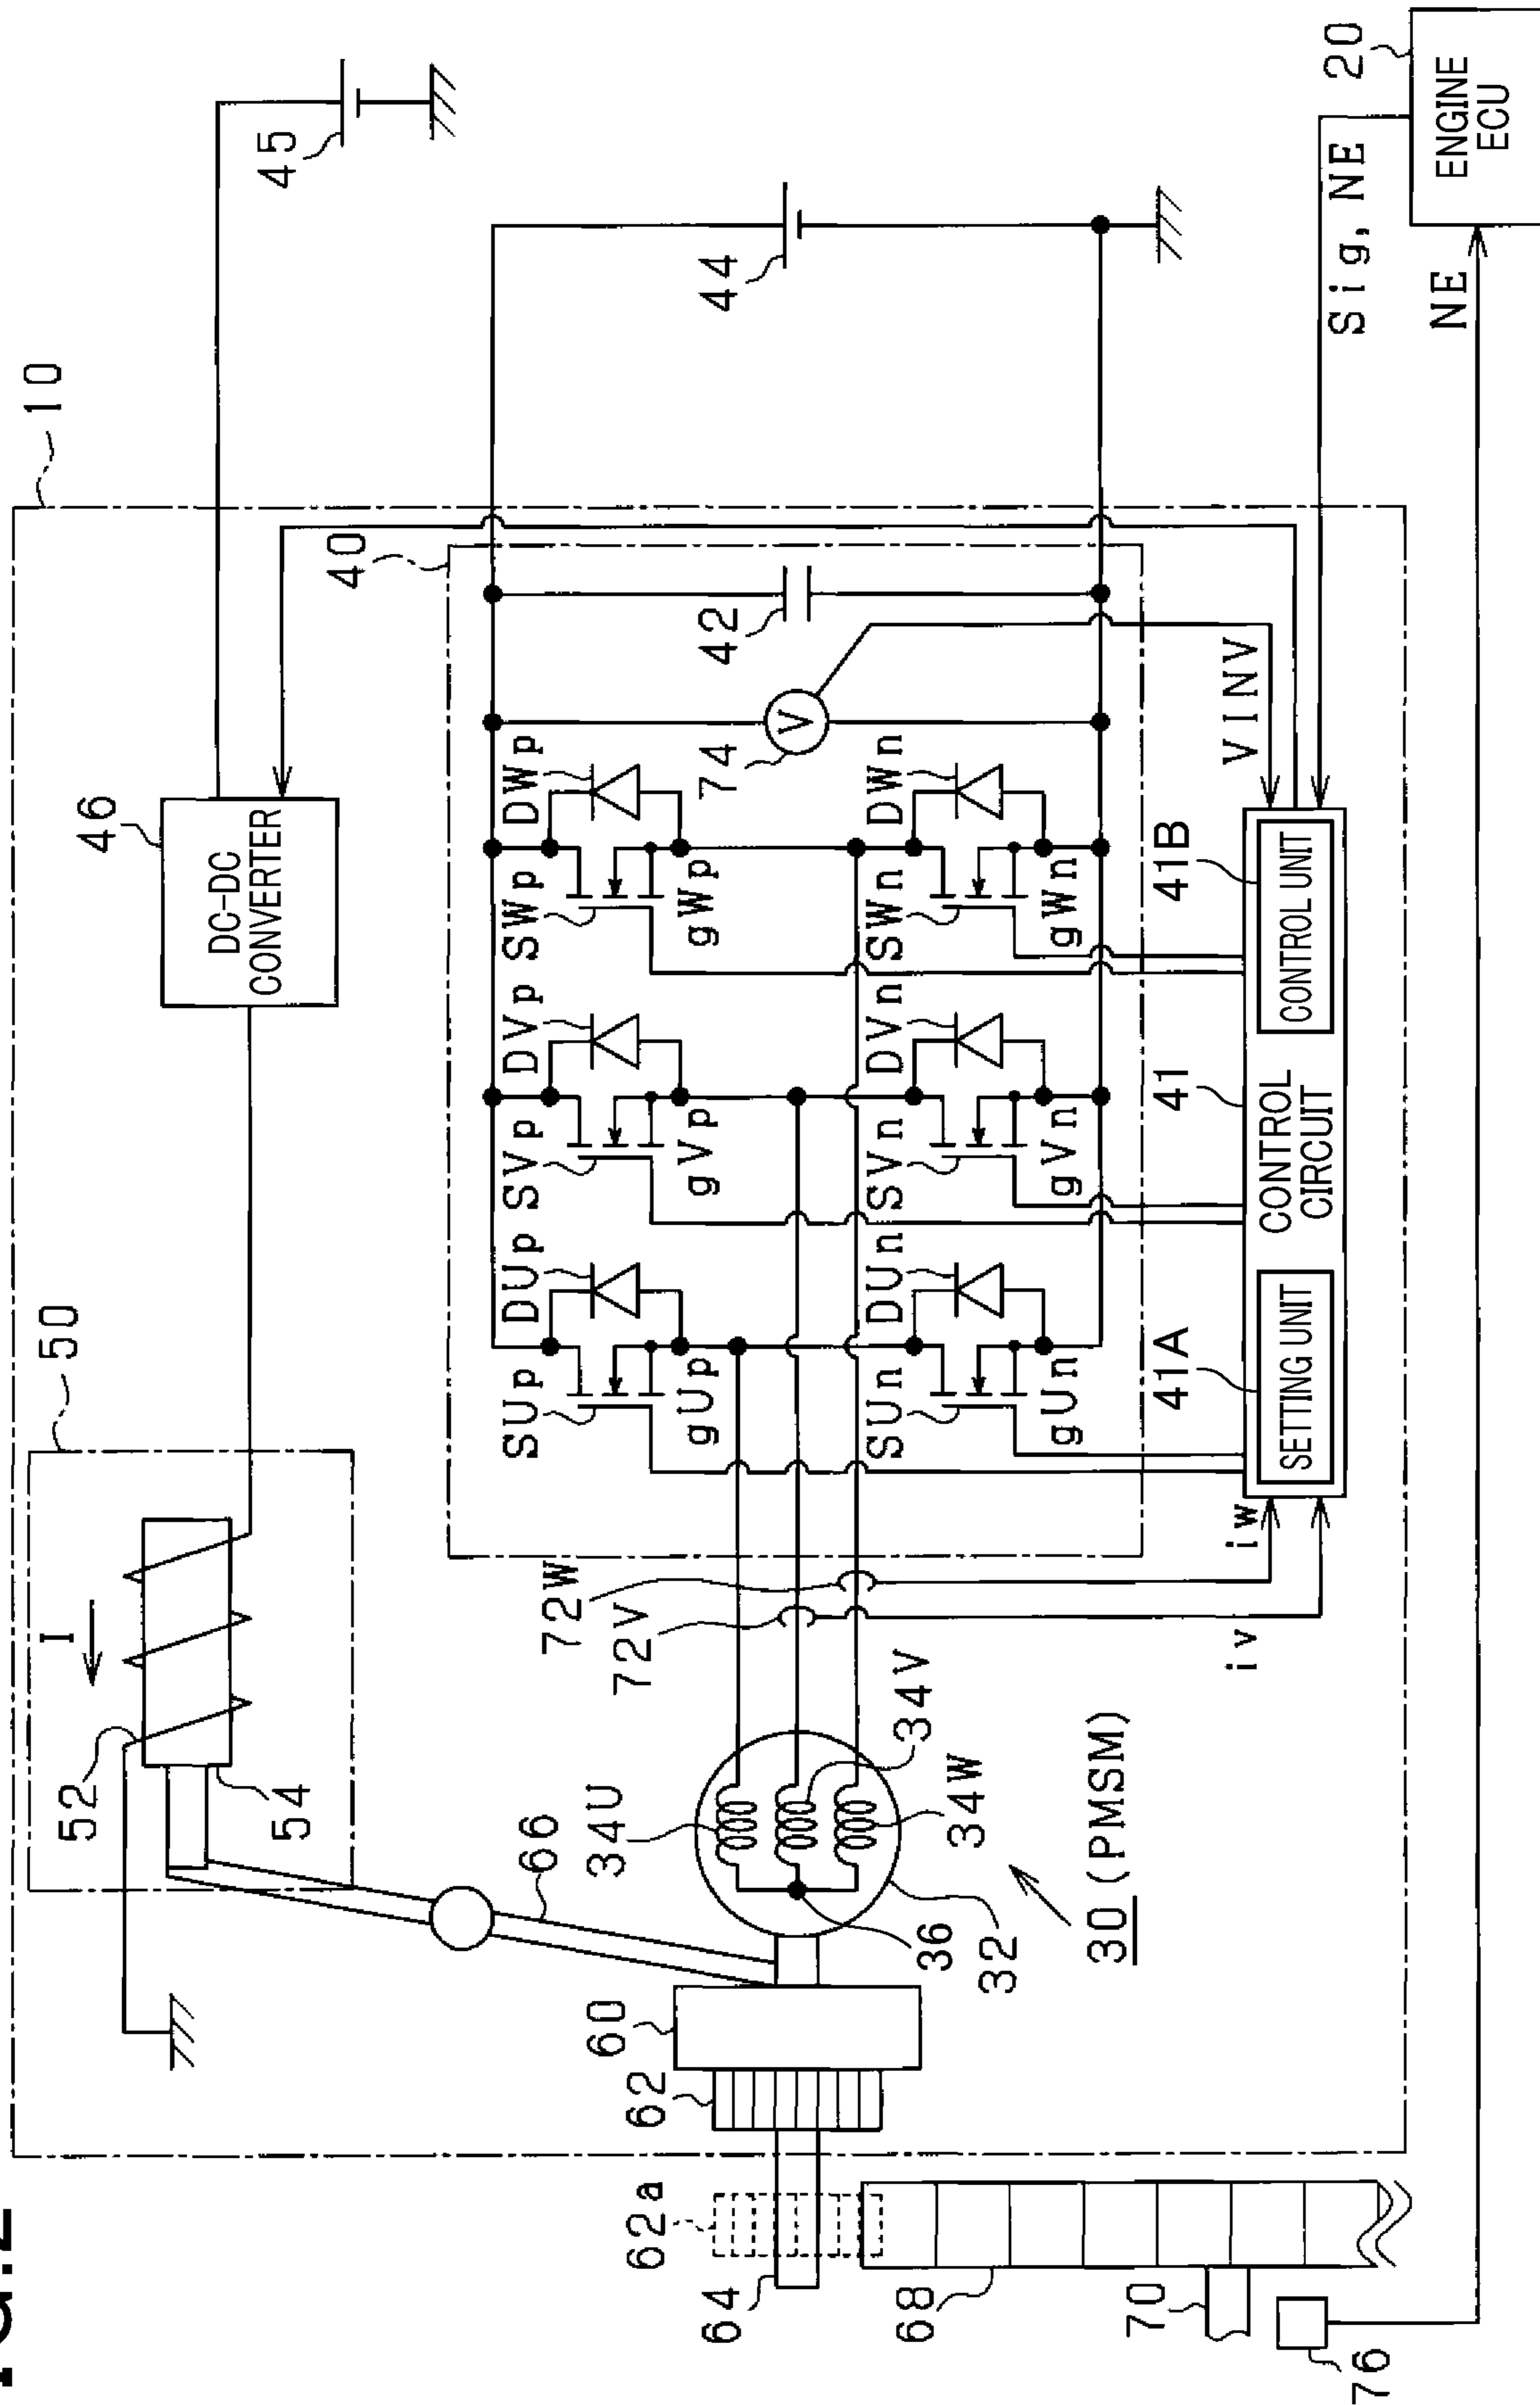 FIG.2
10
20
ENGINE
ECU
Sig, NE
NE
45
44
46
DC-DC
CONVERTER
50
I
52
54
66
40
42
74
V
VINV
SUp
DUp
gUp
SVp
DVp
gVp
SWp
DWp
gWp
SUn
DUn
gUn
SVn
DVn
gVn
SWn
DWn
gWn
41A
SETTING UNIT
41
CONTROL
CIRCUIT
41B
CONTROL UNIT
iw
iv
72W
72V
34U
34V
34W
36
32
30 (PMSM)
60
62
62a
64
68
70
76